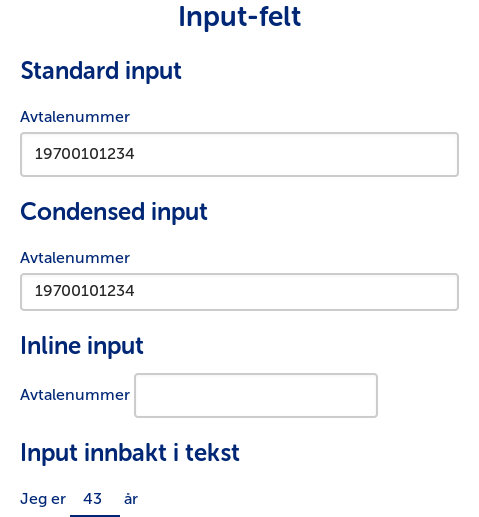 Input-felt
Standard input
Avtalenummer
19700101234
Condensed input
Avtalenummer
19700101234
Inline input
Avtalenummer
Input innbakt i tekst
Jeg er 43 år